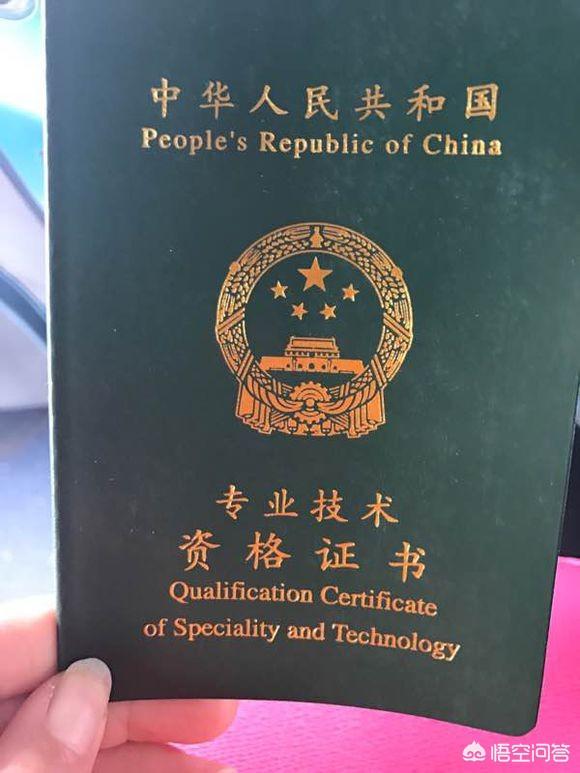 中华人民共和国
People's Republic of China
专业技术
资格证书
Qualification Certificate
of Speciality and Technology
悟空问答